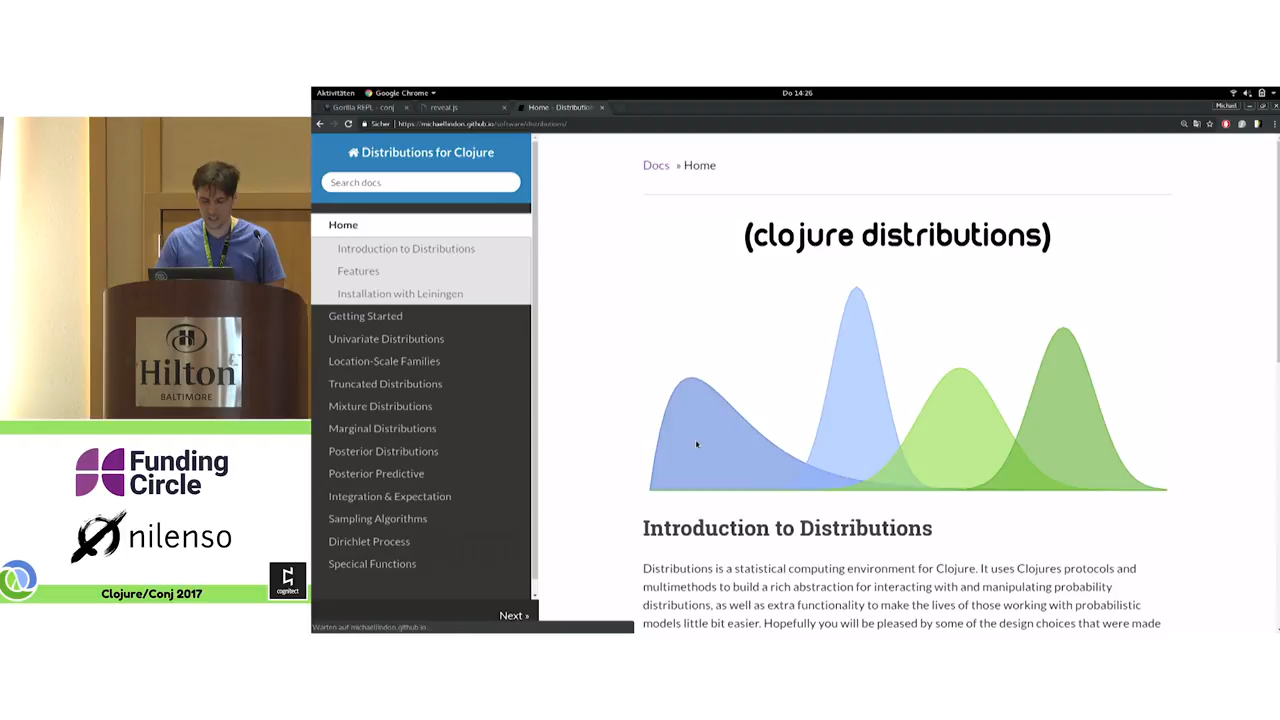 Aktivitäten
Google Chrome
Do 14:26
Gorilla REPL - conj
reveal.js
Home - Distribution
Michael
Sicher
https://michaellindon.github.io/software/distributions/
Distributions for Clojure
Search docs
Home
Introduction to Distributions
Features
Installation with Leiningen
Getting Started
Univariate Distributions
Location-Scale Families
Truncated Distributions
Mixture Distributions
Marginal Distributions
Posterior Distributions
Posterior Predictive
Integration & Expectation
Sampling Algorithms
Dirichlet Process
Specical Functions
Next »
Warten auf michaellindon.github.io...
Docs » Home
(clojure distributions)
Introduction to Distributions
Distributions is a statistical computing environment for Clojure. It uses Clojures protocols and
multimethods to build a rich abstraction for interacting with and manipulating probability
distributions, as well as extra functionality to make the lives of those working with probabilistic
models little bit easier. Hopefully you will be pleased by some of the design choices that were made
Hilton
BALTIMORE
Funding
Circle
nilenso
cognitect
Clojure/Conj 2017